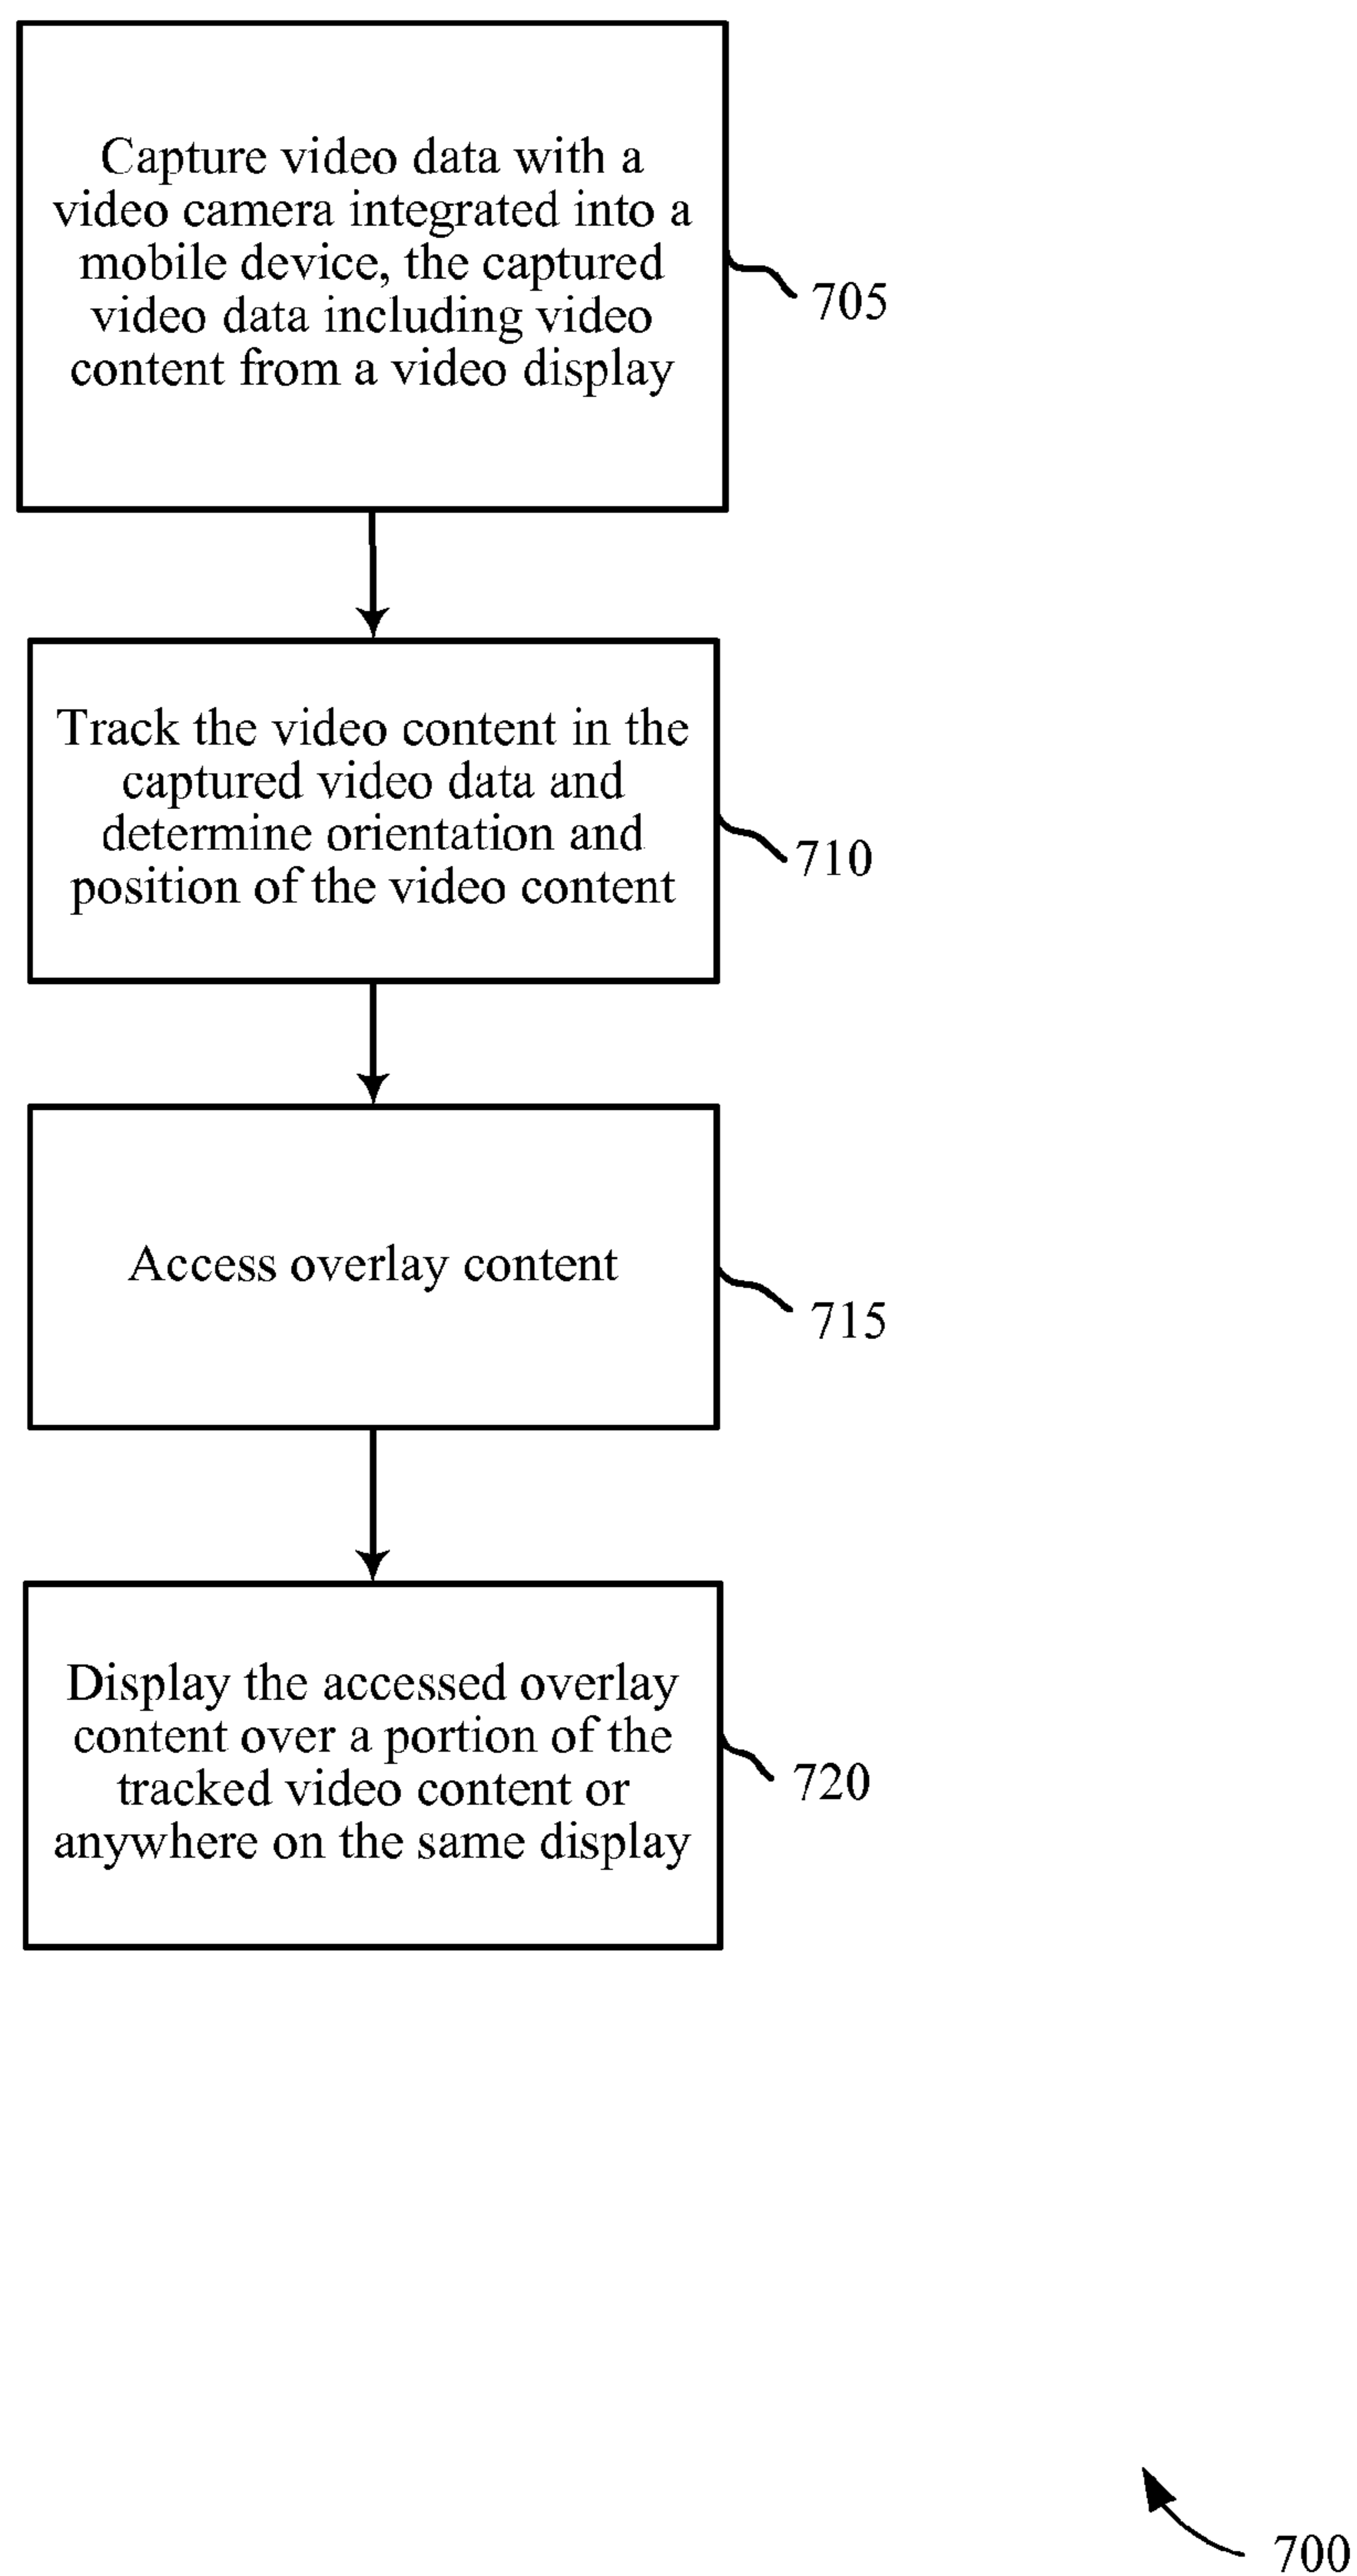 Capture video data with a
video camera integrated into a
mobile device, the captured
video data including video
content from a video display
705
Track the video content in the
captured video data and
determine orientation and
position of the video content
710
Access overlay content
715
Display the accessed overlay
content over a portion of the
tracked video content or
anywhere on the same display
720
700